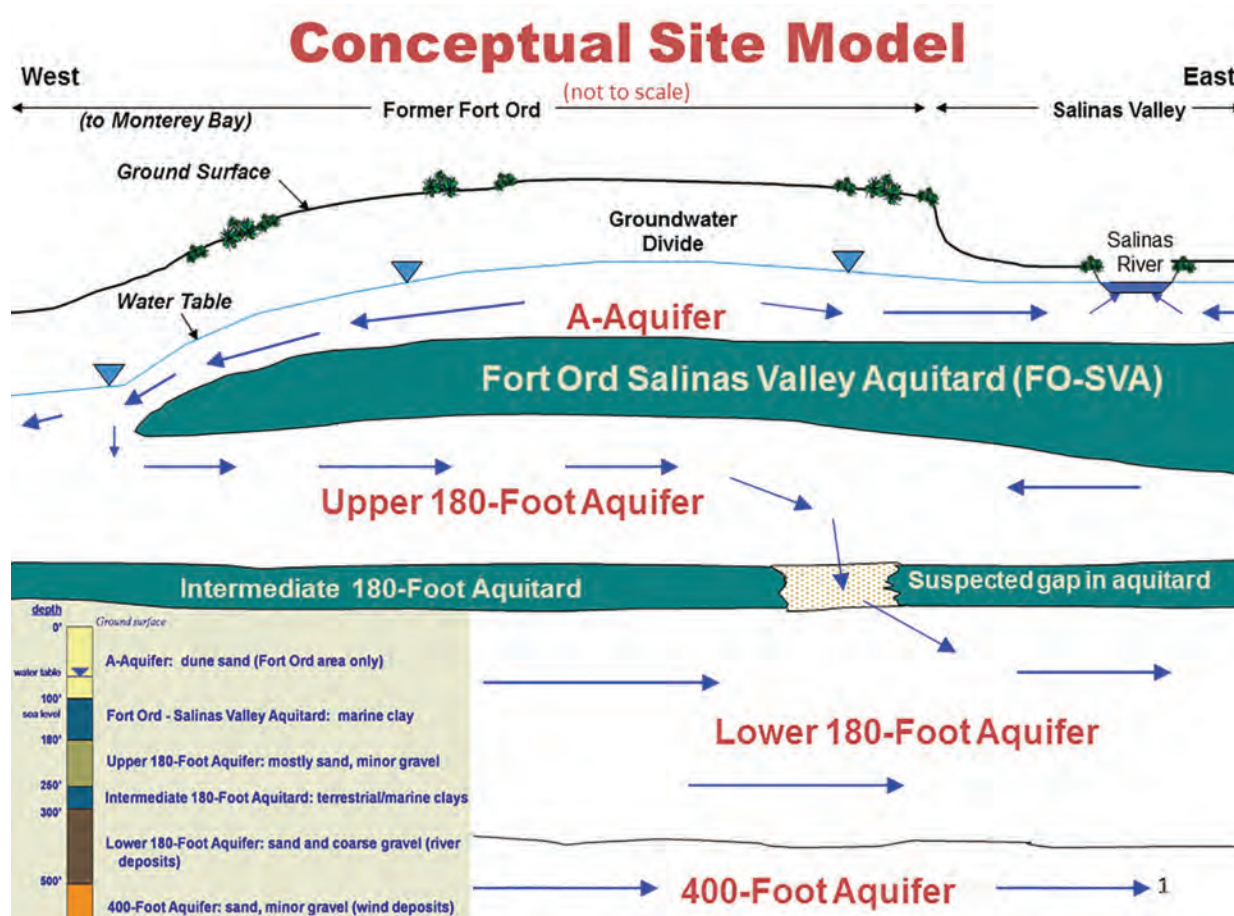 Conceptual Site Model
(not to scale)
West
East
Former Fort Ord
Salinas Valley
(to Monterey Bay)
Ground Surface
Groundwater
Divide
Salinas
River
Water Table
A-Aquifer
Fort Ord Salinas Valley Aquitard (FO-SVA)
Upper 180-Foot Aquifer
Intermediate 180-Foot Aquitard
Suspected gap in aquitard
depth
Ground surface
0'
A-Aquifer: dune sand (Fort Ord area only)
water table
100'
sea level
Fort Ord - Salinas Valley Aquitard: marine clay
180'
Upper 180-Foot Aquifer: mostly sand, minor gravel
250'
Intermediate 180-Foot Aquitard: terrestrial/marine clays
300'
Lower 180-Foot Aquifer: sand and coarse gravel (river
deposits)
500'
400-Foot Aquifer: sand, minor gravel (wind deposits)
Lower 180-Foot Aquifer
400-Foot Aquifer
1